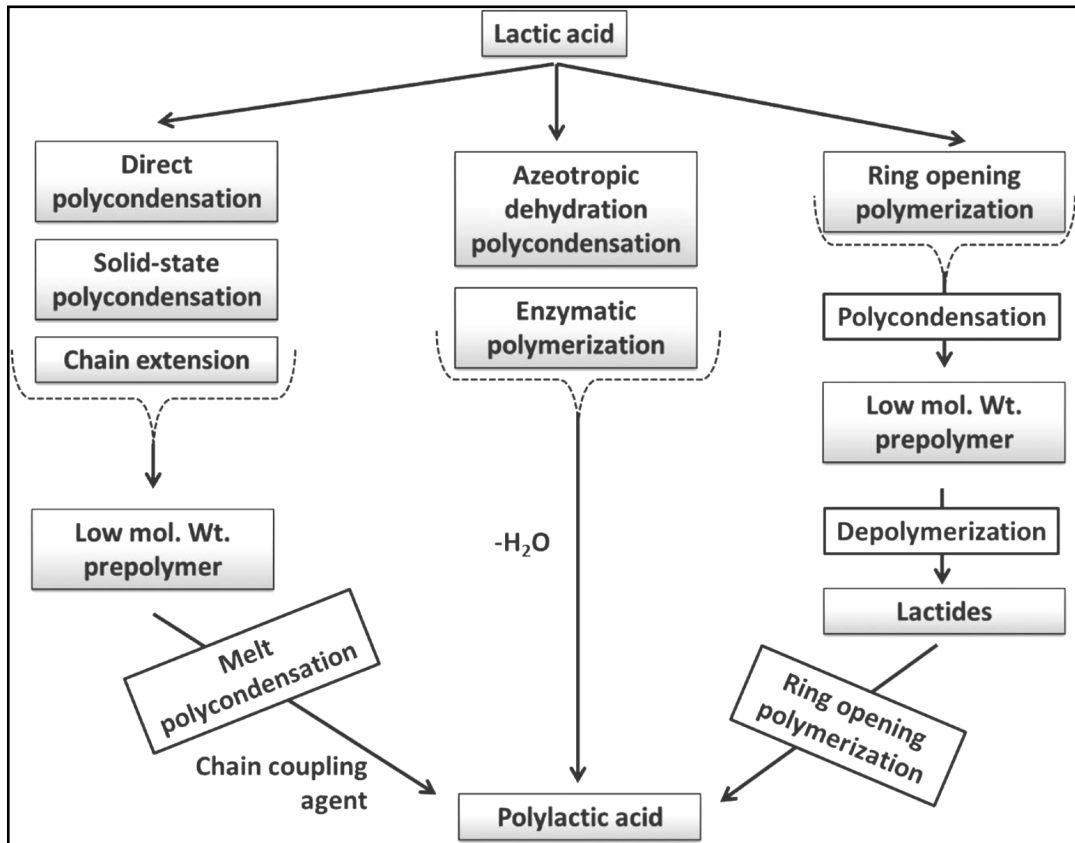 Lactic acid
Direct
polycondensation
Solid-state
polycondensation
Chain extension
Low mol. Wt.
prepolymer
Melt
polycondensation
Chain coupling
agent
Azeotropic
dehydration
polycondensation
Enzymatic
polymerization
-H₂O
Ring opening
polymerization
Polycondensation
Low mol. Wt.
prepolymer
Depolymerization
Lactides
Ring opening
polymerization
Polylactic acid